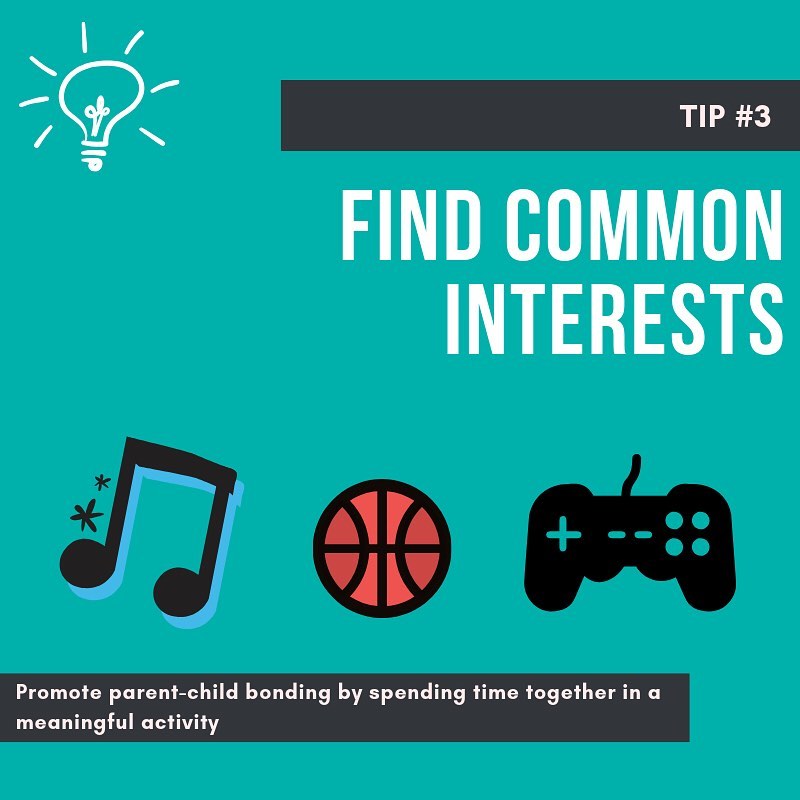 TIP #3
FIND COMMON
INTERESTS
Promote parent-child bonding by spending time together in a
meaningful activity